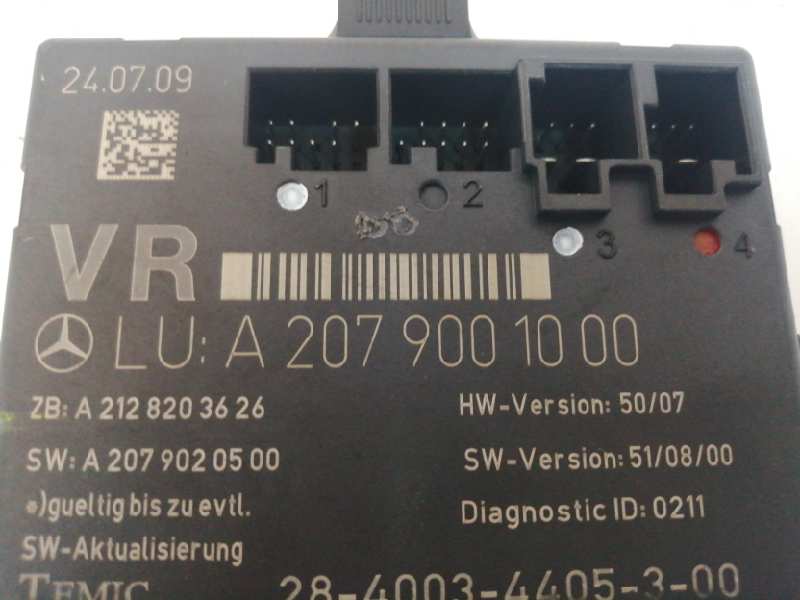 24.07.09
1 2
3 4
VR
LU: A 207 900 10 00
ZB: A 212 820 36 26
HW-Version: 50/07
SW: A 207 902 05 00
SW-Version: 51/08/00
*)gueltig bis zu evtl.
Diagnostic ID: 0211
SW-Aktualisierung
TEMIC
28-4003-4405-3-00